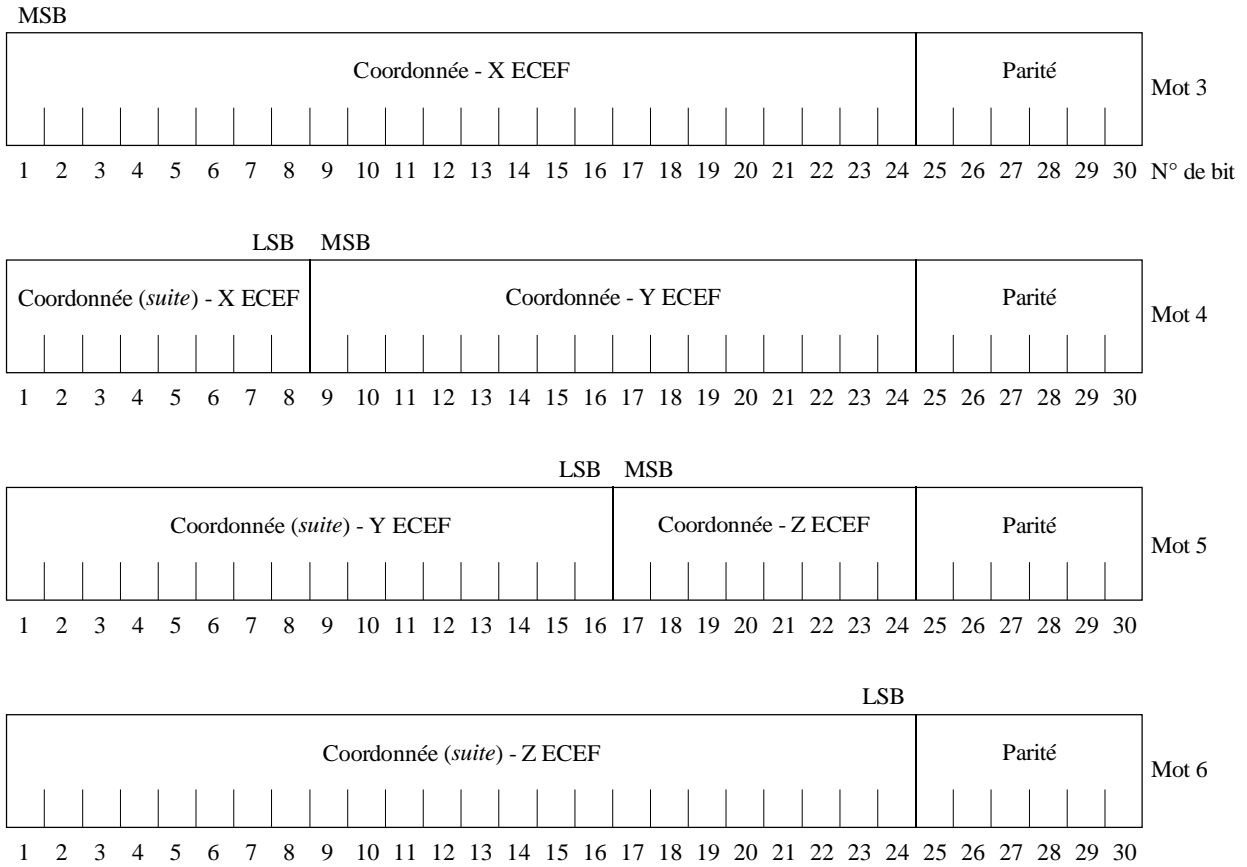 MSB
Coordonnée - X ECEF Parité Mot 3
1 2 3 4 5 6 7 8 9 10 11 12 13 14 15 16 17 18 19 20 21 22 23 24 25 26 27 28 29 30 N° de bit
LSB MSB
Coordonnée (suite) - X ECEF Coordonnée - Y ECEF Parité Mot 4
1 2 3 4 5 6 7 8 9 10 11 12 13 14 15 16 17 18 19 20 21 22 23 24 25 26 27 28 29 30
LSB MSB
Coordonnée (suite) - Y ECEF Coordonnée - Z ECEF Parité Mot 5
1 2 3 4 5 6 7 8 9 10 11 12 13 14 15 16 17 18 19 20 21 22 23 24 25 26 27 28 29 30
LSB
Coordonnée (suite) - Z ECEF Parité Mot 6
1 2 3 4 5 6 7 8 9 10 11 12 13 14 15 16 17 18 19 20 21 22 23 24 25 26 27 28 29 30